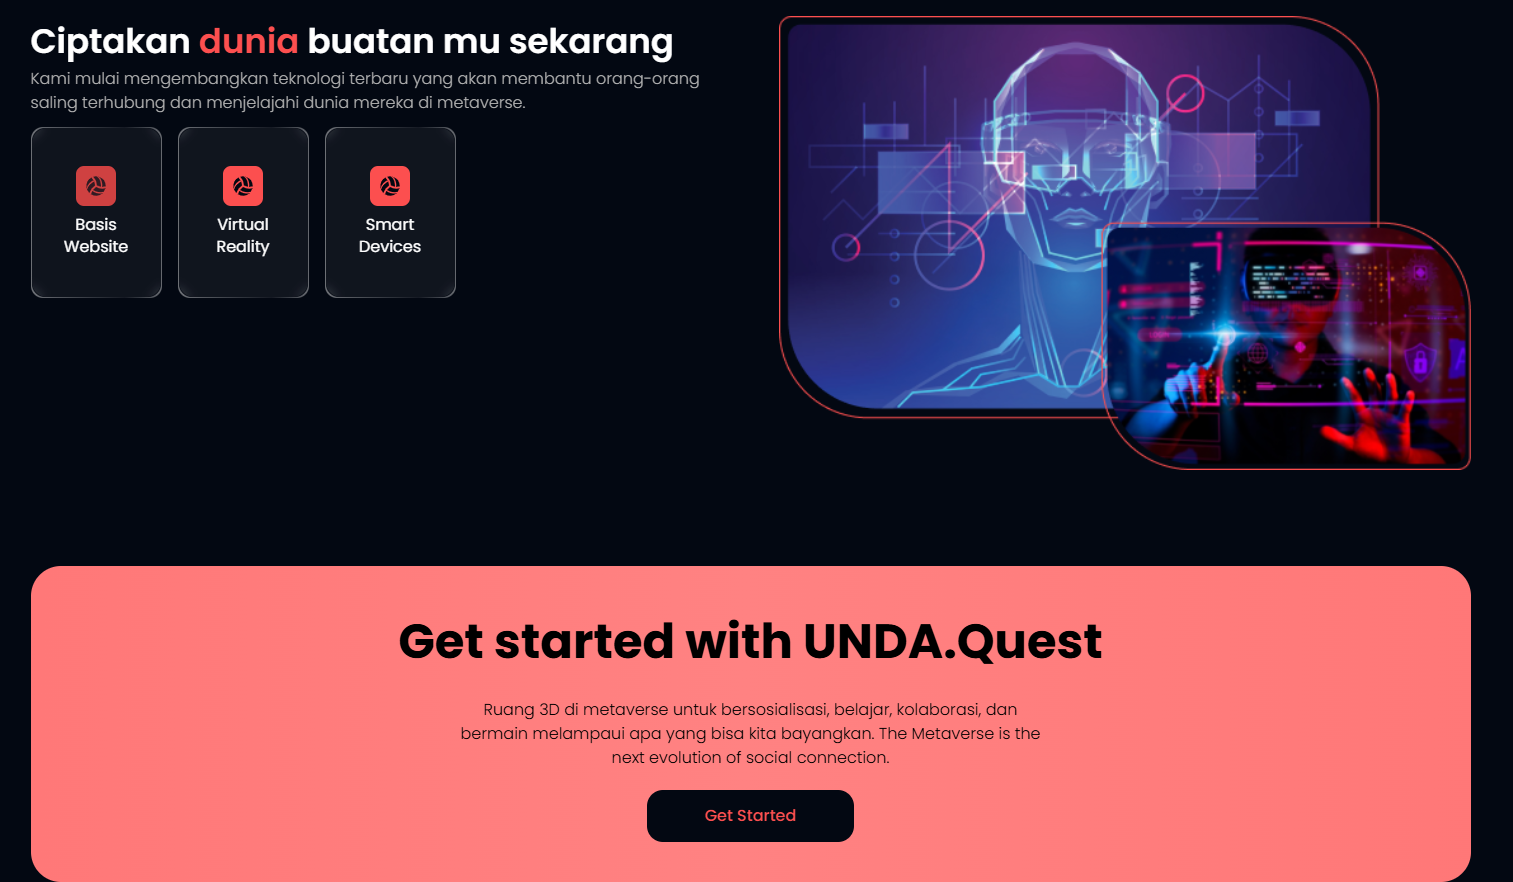 Ciptakan dunia buatan mu sekarang
Kami mulai mengembangkan teknologi terbaru yang akan membantu orang-orang
saling terhubung dan menjelajahi dunia mereka di metaverse.
Basis
Website
Virtual
Reality
Smart
Devices
Get started with UNDA.Quest
Ruang 3D di metaverse untuk bersosialisasi, belajar, kolaborasi, dan
bermain melampaui apa yang bisa kita bayangkan. The Metaverse is the
next evolution of social connection.
Get Started